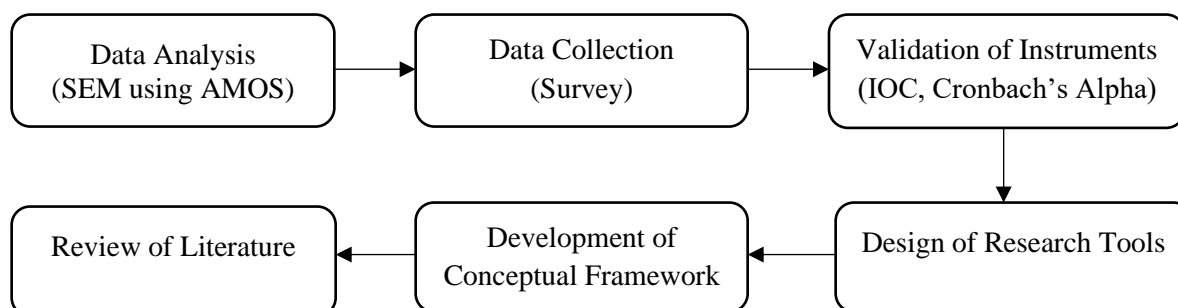 Data Analysis
(SEM using AMOS)
Data Collection
(Survey)
Validation of Instruments
(IOC, Cronbach’s Alpha)
Review of Literature
Development of
Conceptual Framework
Design of Research Tools